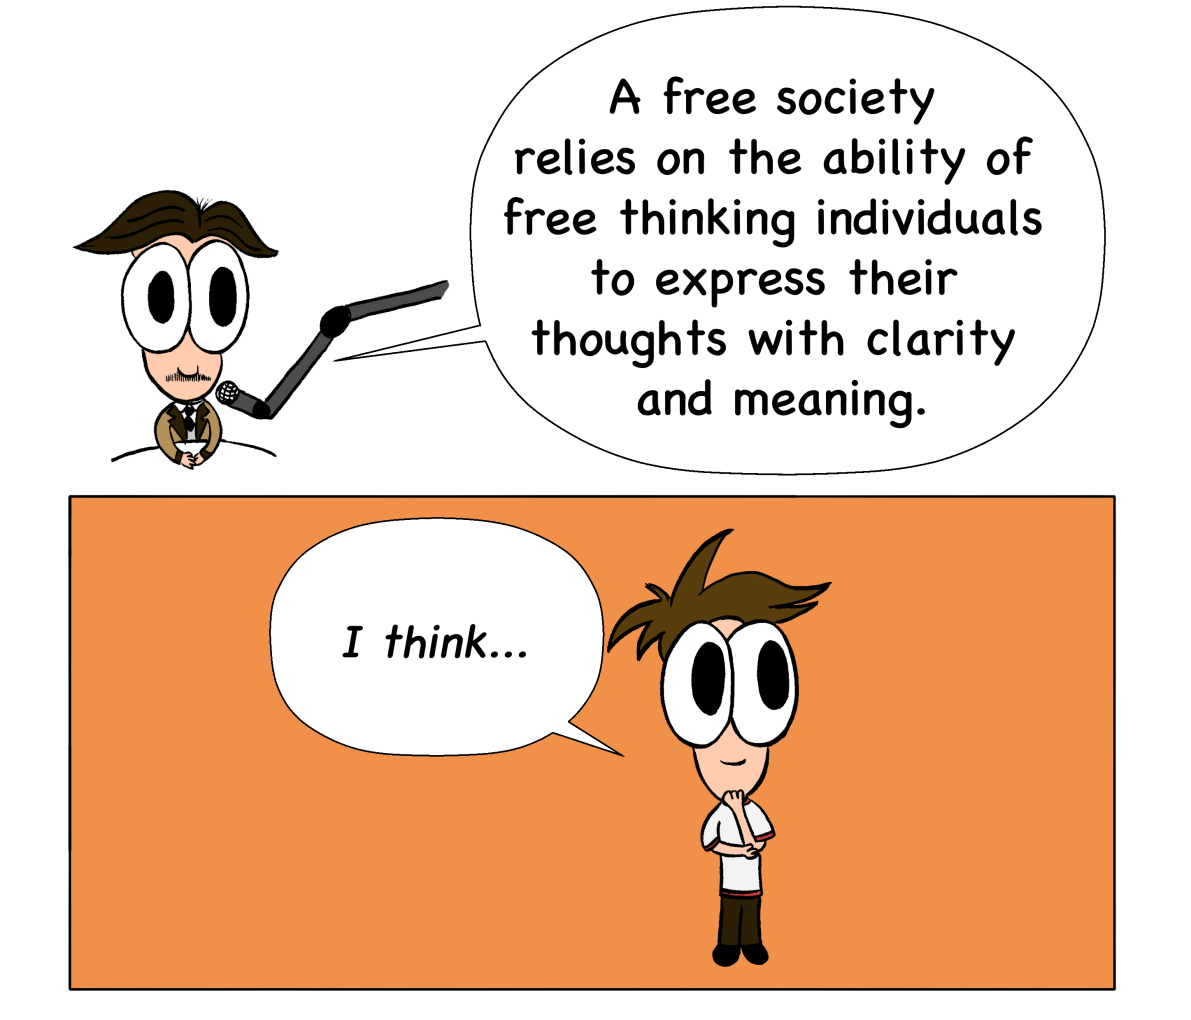 A free society
relies on the ability of
free thinking individuals
to express their
thoughts with clarity
and meaning.
I think...